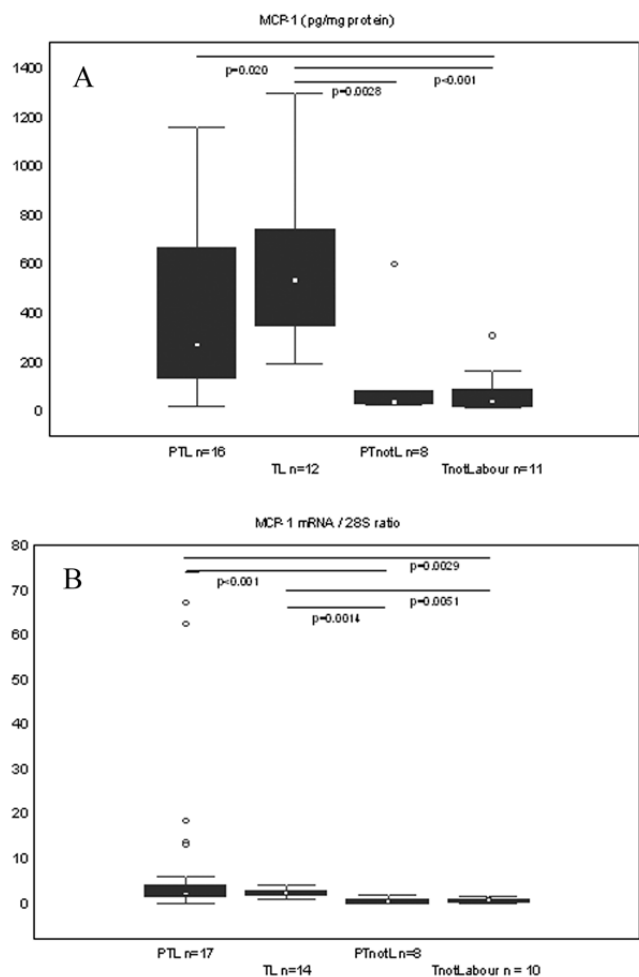 MCP-1 (pg/mg protein)
A
1400
1200
1000
800
600
400
200
0
p=0.020
p<0.001
p=0.0028
PTL n=16
PTnotL n=8
TL n=12
TnotLabour n=11
MCP-1 mRNA / 28S ratio
B
80
70
60
50
40
30
20
10
0
p=0.0029
p<0.001
p=0.0051
p=0.0014
PTL n=17
PTnotL n=8
TL n=14
TnotLabour n = 10